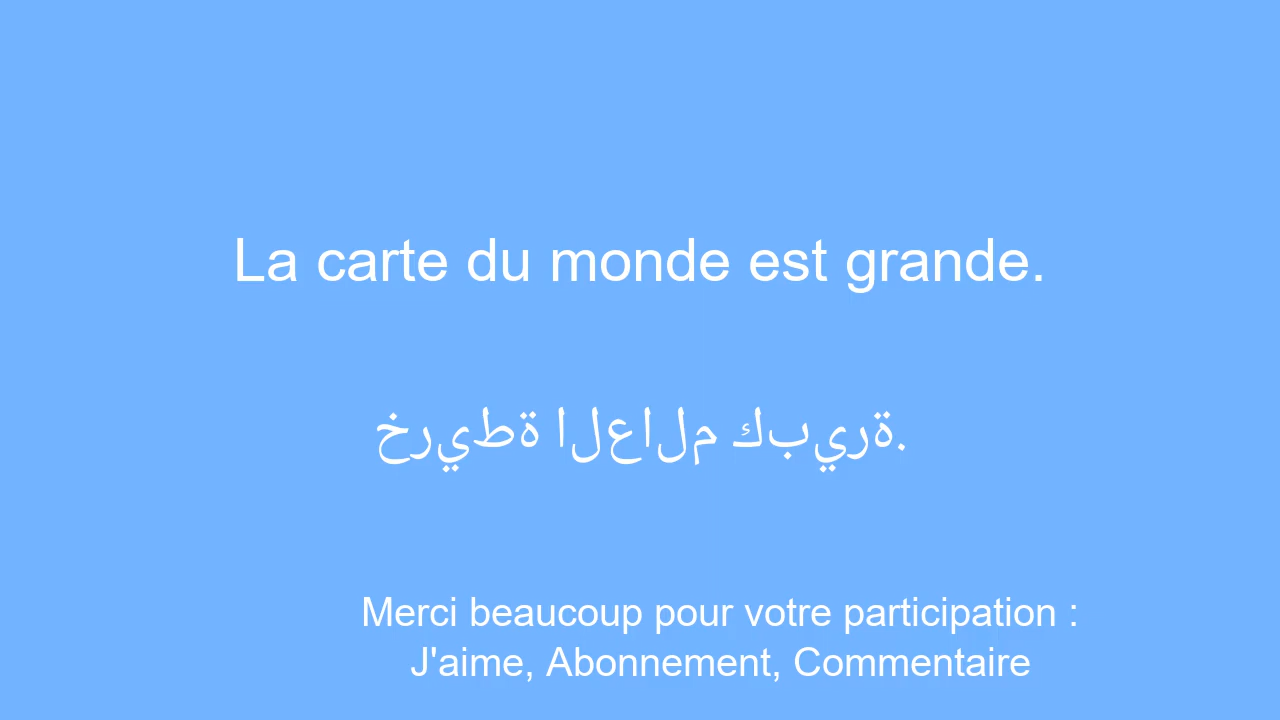 La carte du monde est grande.
خريطة العالم كبيرة.
Merci beaucoup pour votre participation :
J'aime, Abonnement, Commentaire